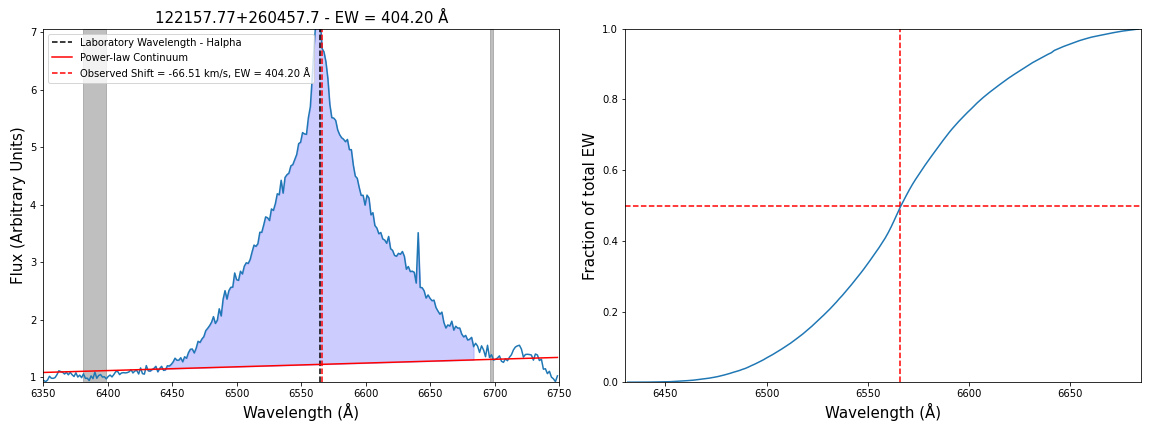 122157.77+260457.7 - EW = 404.20 Å
Laboratory Wavelength - Halpha
Power-law Continuum
Observed Shift = -66.51 km/s, EW = 404.20 Å
Flux (Arbitrary Units)
7
6
5
4
3
2
1
6350 6400 6450 6500 6550 6600 6650 6700 6750
Wavelength (Å)
Fraction of total EW
1.0
0.8
0.6
0.4
0.2
0.0
6450 6500 6550 6600 6650
Wavelength (Å)